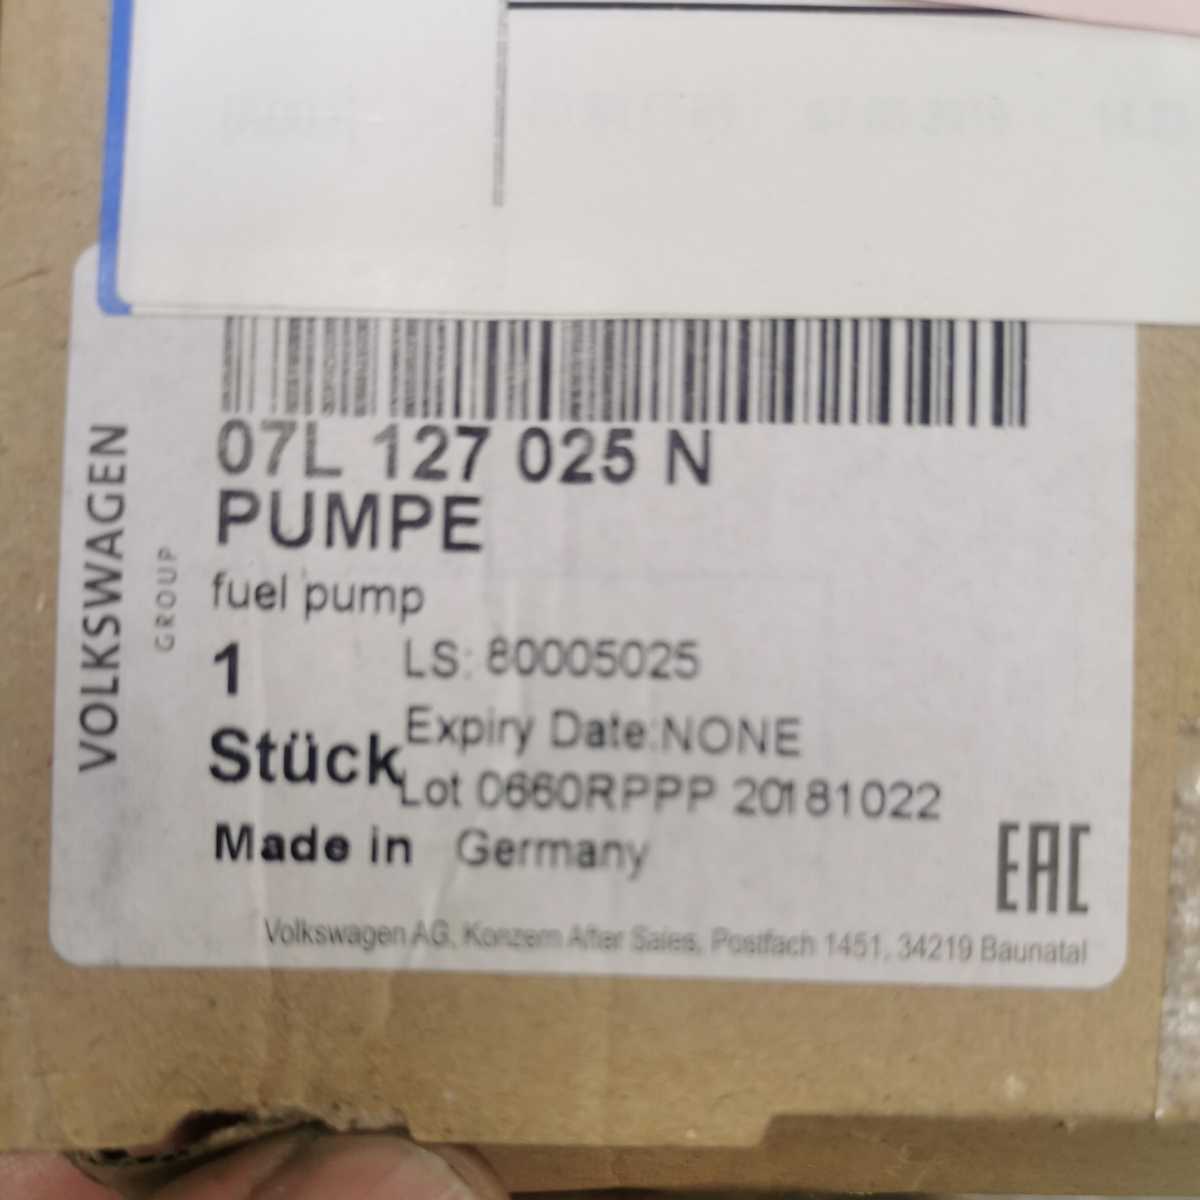 07L 127 025 N
PUMPE
fuel pump
1
LS: 80005025
Stück
Expiry Date:NONE
Lot 0660RPPP 20181022
Made in Germany
EAC
Volkswagen AG, Konzern After Sales, Postfach 1451, 34219 Baunatal
VOLKSWAGEN
GROUP